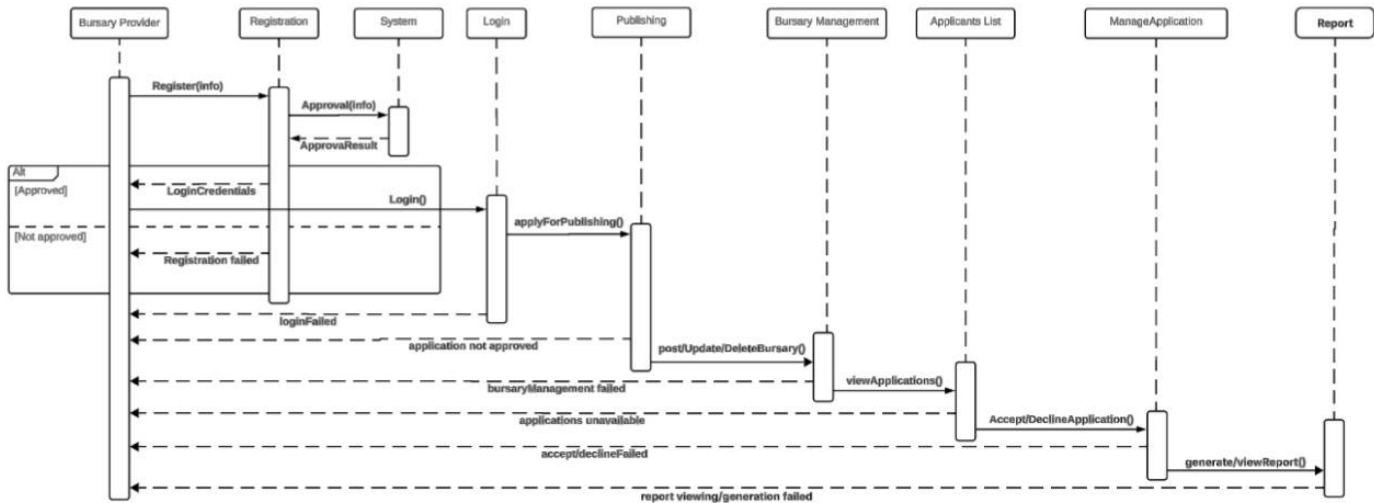 Bursary Provider
Registration
System
Login
Publishing
Bursary Management
Applicants List
ManageApplication
Report
Register(info)
Approval(info)
ApprovaResult
Alt
[Approved]
LoginCredentials
Login()
applyForPublishing()
[Not approved]
Registration failed
loginFailed
application not approved
post/Update/DeleteBursary()
bursaryManagement failed
viewApplications()
applications unavailable
Accept/DeclineApplication()
accept/declineFailed
generate/viewReport()
report viewing/generation failed